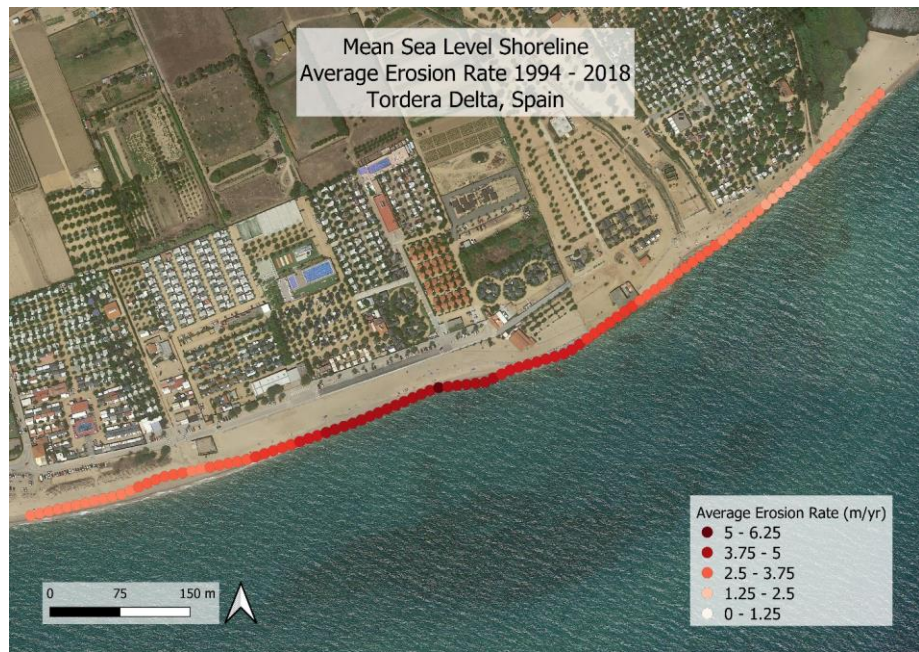 Mean Sea Level Shoreline
Average Erosion Rate 1994 - 2018
Tordera Delta, Spain
Average Erosion Rate (m/yr)
5 - 6.25
3.75 - 5
2.5 - 3.75
1.25 - 2.5
0 - 1.25
0 75 150 m